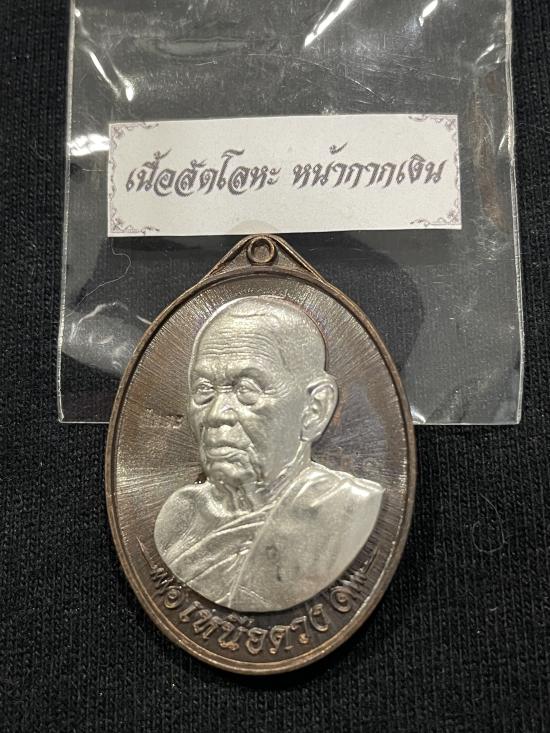 เนื้อสัตโลหะ หน้ากากเงิน
พ่อ เหนือดวง